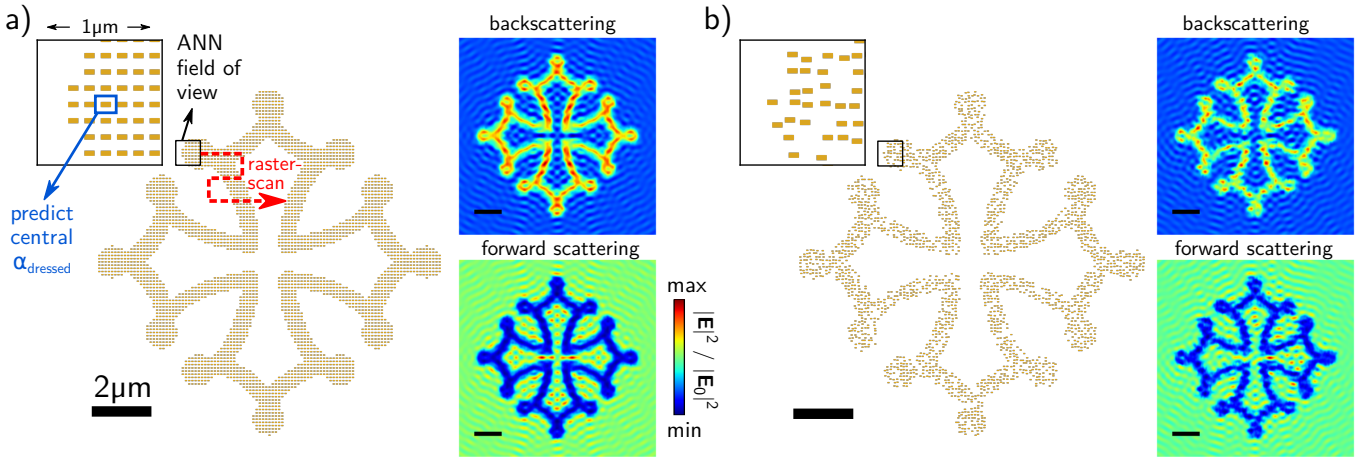 a)
1μm
ANN
field of
view
raster-
scan
predict
central
αdressed
2μm
backscattering
forward scattering
max
|E|² / |E₀|²
min
b)
backscattering
forward scattering